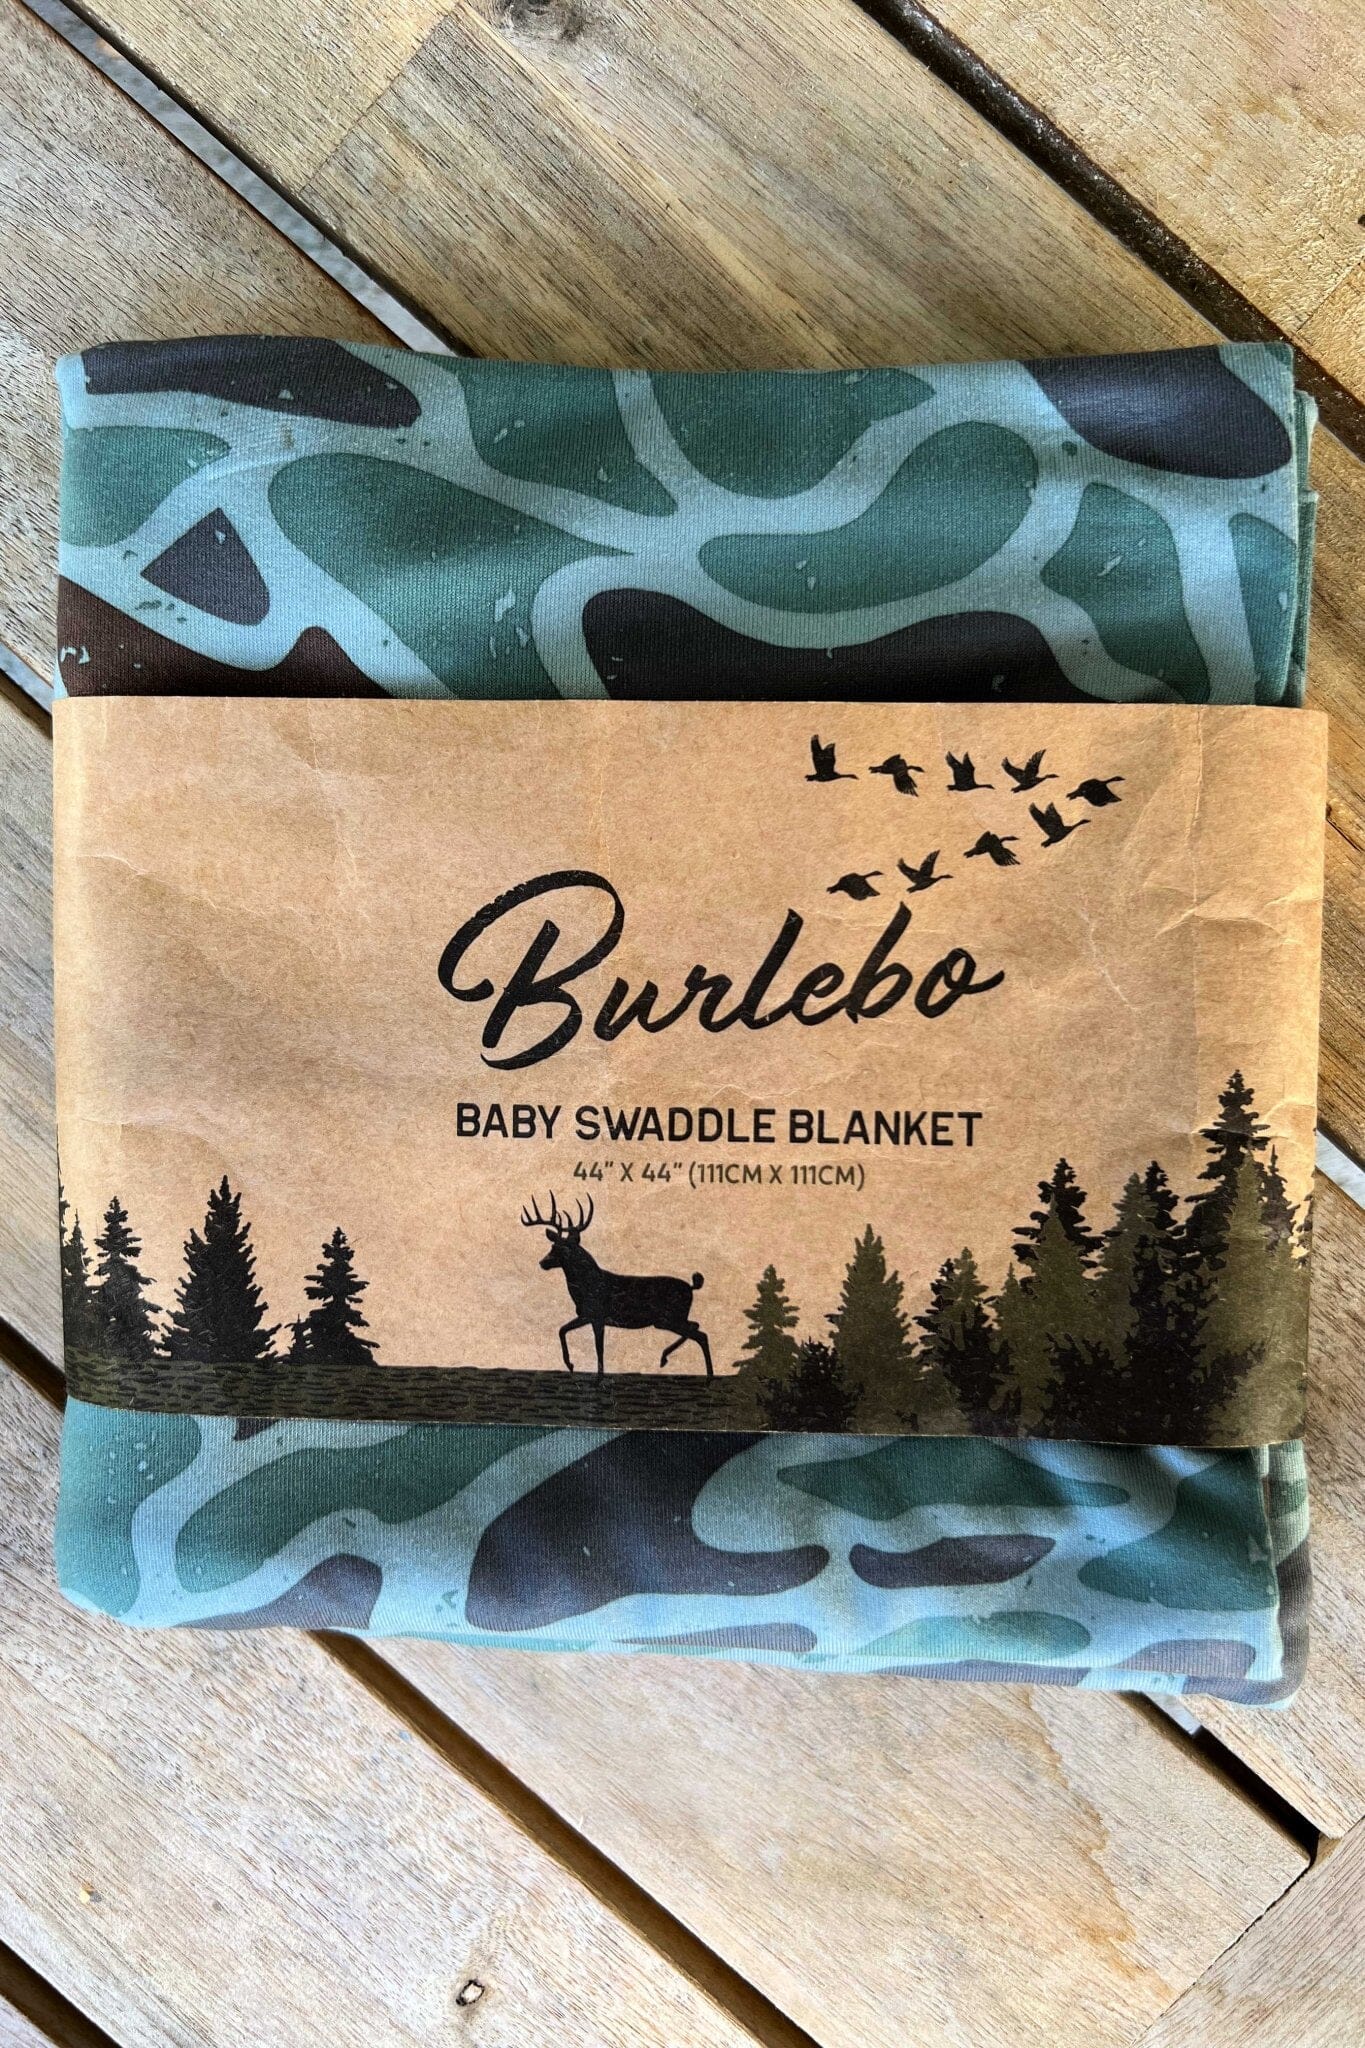 Burlebo
BABY SWADDLE BLANKET
44" X 44" (111CM X 111CM)